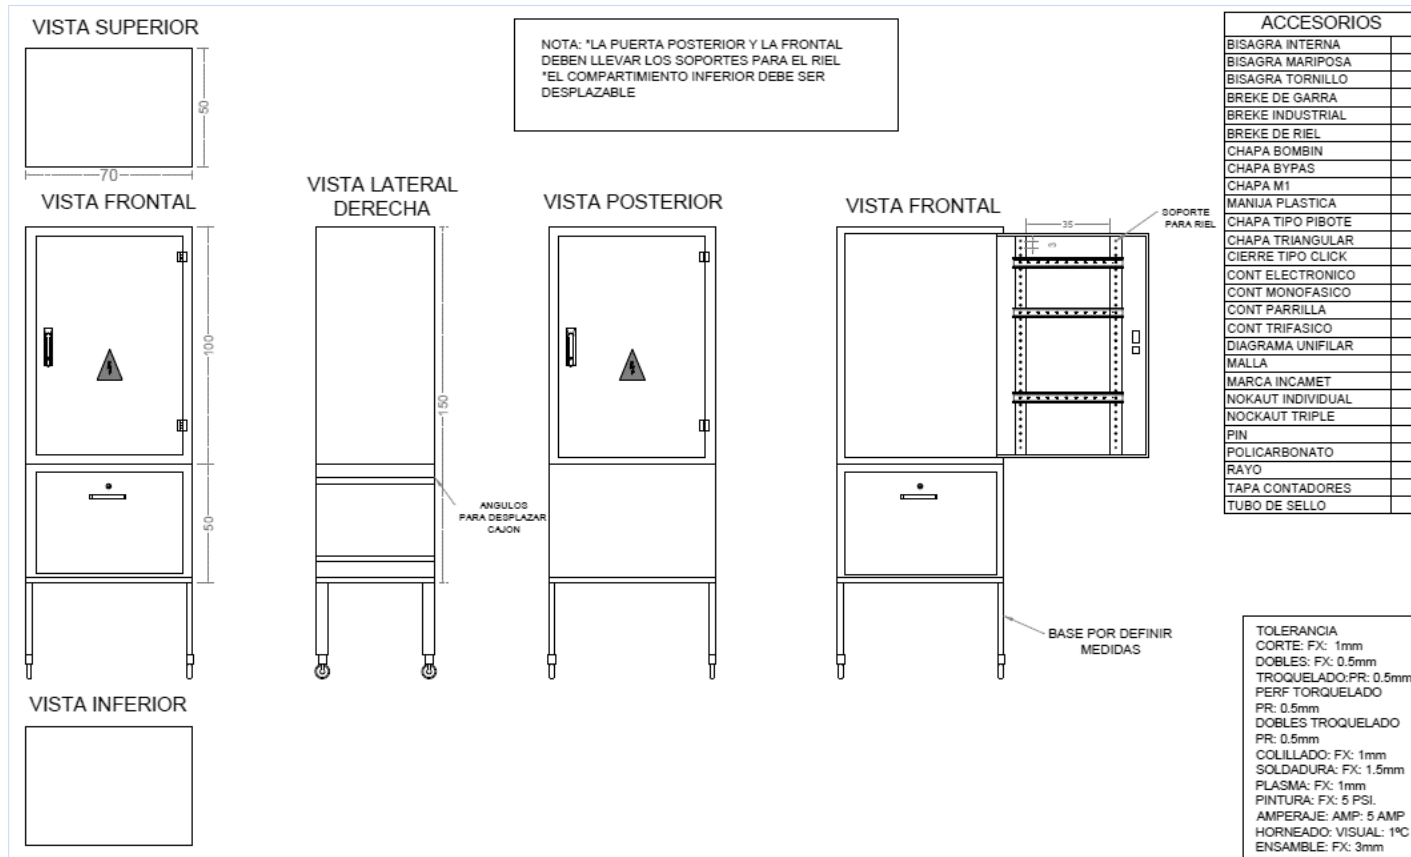 VISTA SUPERIOR
50
70
NOTA: *LA PUERTA POSTERIOR Y LA FRONTAL
DEBEN LLEVAR LOS SOPORTES PARA EL RIEL
*EL COMPARTIMIENTO INFERIOR DEBE SER
DESPLAZABLE
VISTA FRONTAL
100
50
VISTA LATERAL
DERECHA
150
ANGULOS
PARA DESPLAZAR
CAJON
VISTA POSTERIOR
VISTA FRONTAL
35
3
SOPORTE
PARA RIEL
BASE POR DEFINIR
MEDIDAS
VISTA INFERIOR
ACCESORIOS
BISAGRA INTERNA
BISAGRA MARIPOSA
BISAGRA TORNILLO
BREKE DE GARRA
BREKE INDUSTRIAL
BREKE DE RIEL
CHAPA BOMBIN
CHAPA BYPAS
CHAPA M1
MANIJA PLASTICA
CHAPA TIPO PIBOTE
CHAPA TRIANGULAR
CIERRE TIPO CLICK
CONT ELECTRONICO
CONT MONOFASICO
CONT PARRILLA
CONT TRIFASICO
DIAGRAMA UNIFILAR
MALLA
MARCA INCAMET
NOKAUT INDIVIDUAL
NOCKAUT TRIPLE
PIN
POLICARBONATO
RAYO
TAPA CONTADORES
TUBO DE SELLO
TOLERANCIA
CORTE: FX: 1mm
DOBLES: FX: 0.5mm
TROQUELADO:PR: 0.5mm
PERF TORQUELADO
PR: 0.5mm
DOBLES TROQUELADO
PR: 0.5mm
COLILLADO: FX: 1mm
SOLDADURA: FX: 1.5mm
PLASMA: FX: 1mm
PINTURA: FX: 5 PSI.
AMPERAJE: AMP: 5 AMP
HORNEADO: VISUAL: 1ºC
ENSAMBLE: FX: 3mm